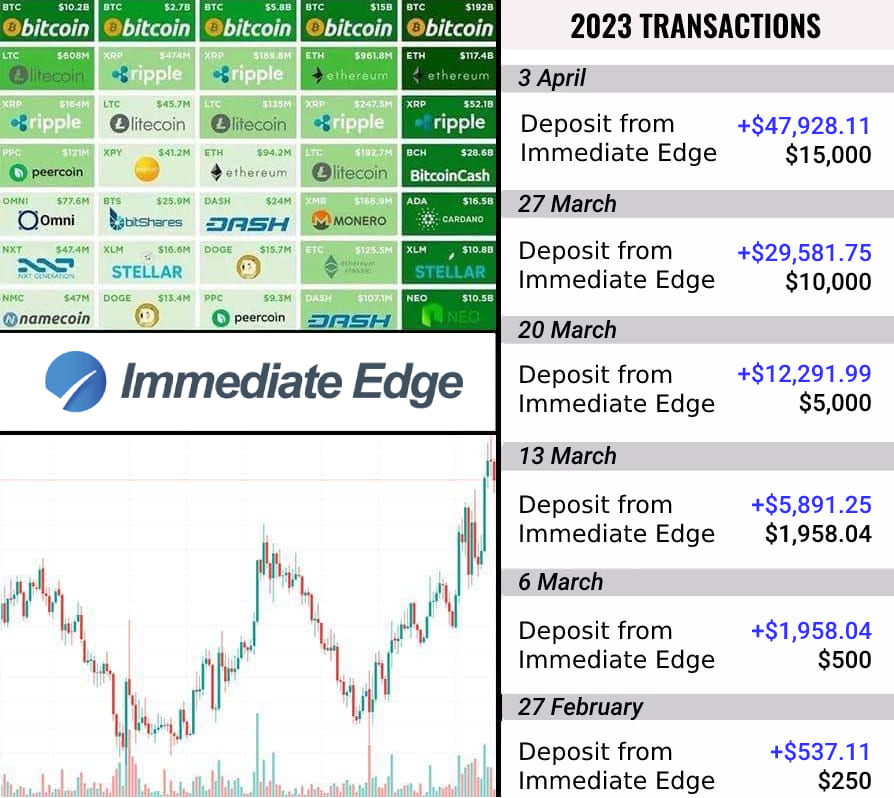 BTC $10.2B
bitcoin
BTC $2.7B
bitcoin
BTC $5.8B
bitcoin
BTC $15B
bitcoin
BTC $192B
bitcoin
LTC $608M
litecoin
XRP $474M
ripple
XRP $169.8M
ripple
ETH $961.8M
ethereum
ETH $117.4B
ethereum
XRP $164M
ripple
LTC $45.7M
litecoin
LTC $135M
litecoin
XRP $247.5M
ripple
XRP $52.1B
ripple
PPC $121M
peercoin
XPY $41.2M
ETH $94.2M
ethereum
LTC $192.7M
litecoin
BCH $28.6B
BitcoinCash
OMNI $77.6M
Omni
BTS $25.9M
bitShares
DASH $24M
DASH
XMR $166.9M
MONERO
ADA $16.5B
CARDANO
NXT $47.4M
NXT GENERATION
XLM $16.6M
STELLAR
DOGE $15.7M
ETC $125.5M
ethereum
classic
XLM $10.8B
STELLAR
NMC $47M
namecoin
DOGE $13.4M
PPC $9.3M
peercoin
DASH $107.1M
DASH
NEO $10.5B
NEO
Immediate Edge
2023 TRANSACTIONS
3 April
Deposit from +$47,928.11
Immediate Edge $15,000
27 March
Deposit from +$29,581.75
Immediate Edge $10,000
20 March
Deposit from +$12,291.99
Immediate Edge $5,000
13 March
Deposit from +$5,891.25
Immediate Edge $1,958.04
6 March
Deposit from +$1,958.04
Immediate Edge $500
27 February
Deposit from +$537.11
Immediate Edge $250